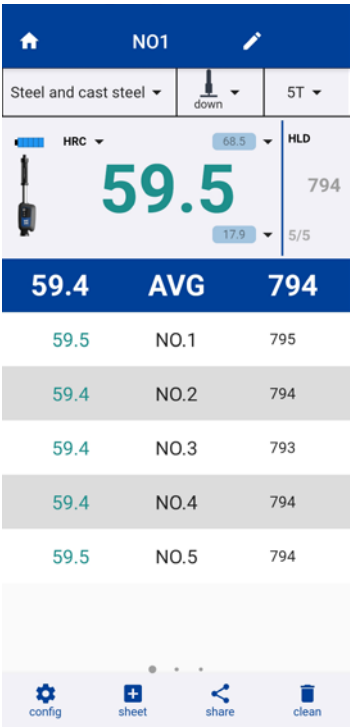 NO1
Steel and cast steel
down
5T
HRC
68.5
HLD
59.5
794
17.9
5/5
59.4 AVG 794
59.5 NO.1 795
59.4 NO.2 794
59.4 NO.3 793
59.4 NO.4 794
59.5 NO.5 794
config sheet share clean